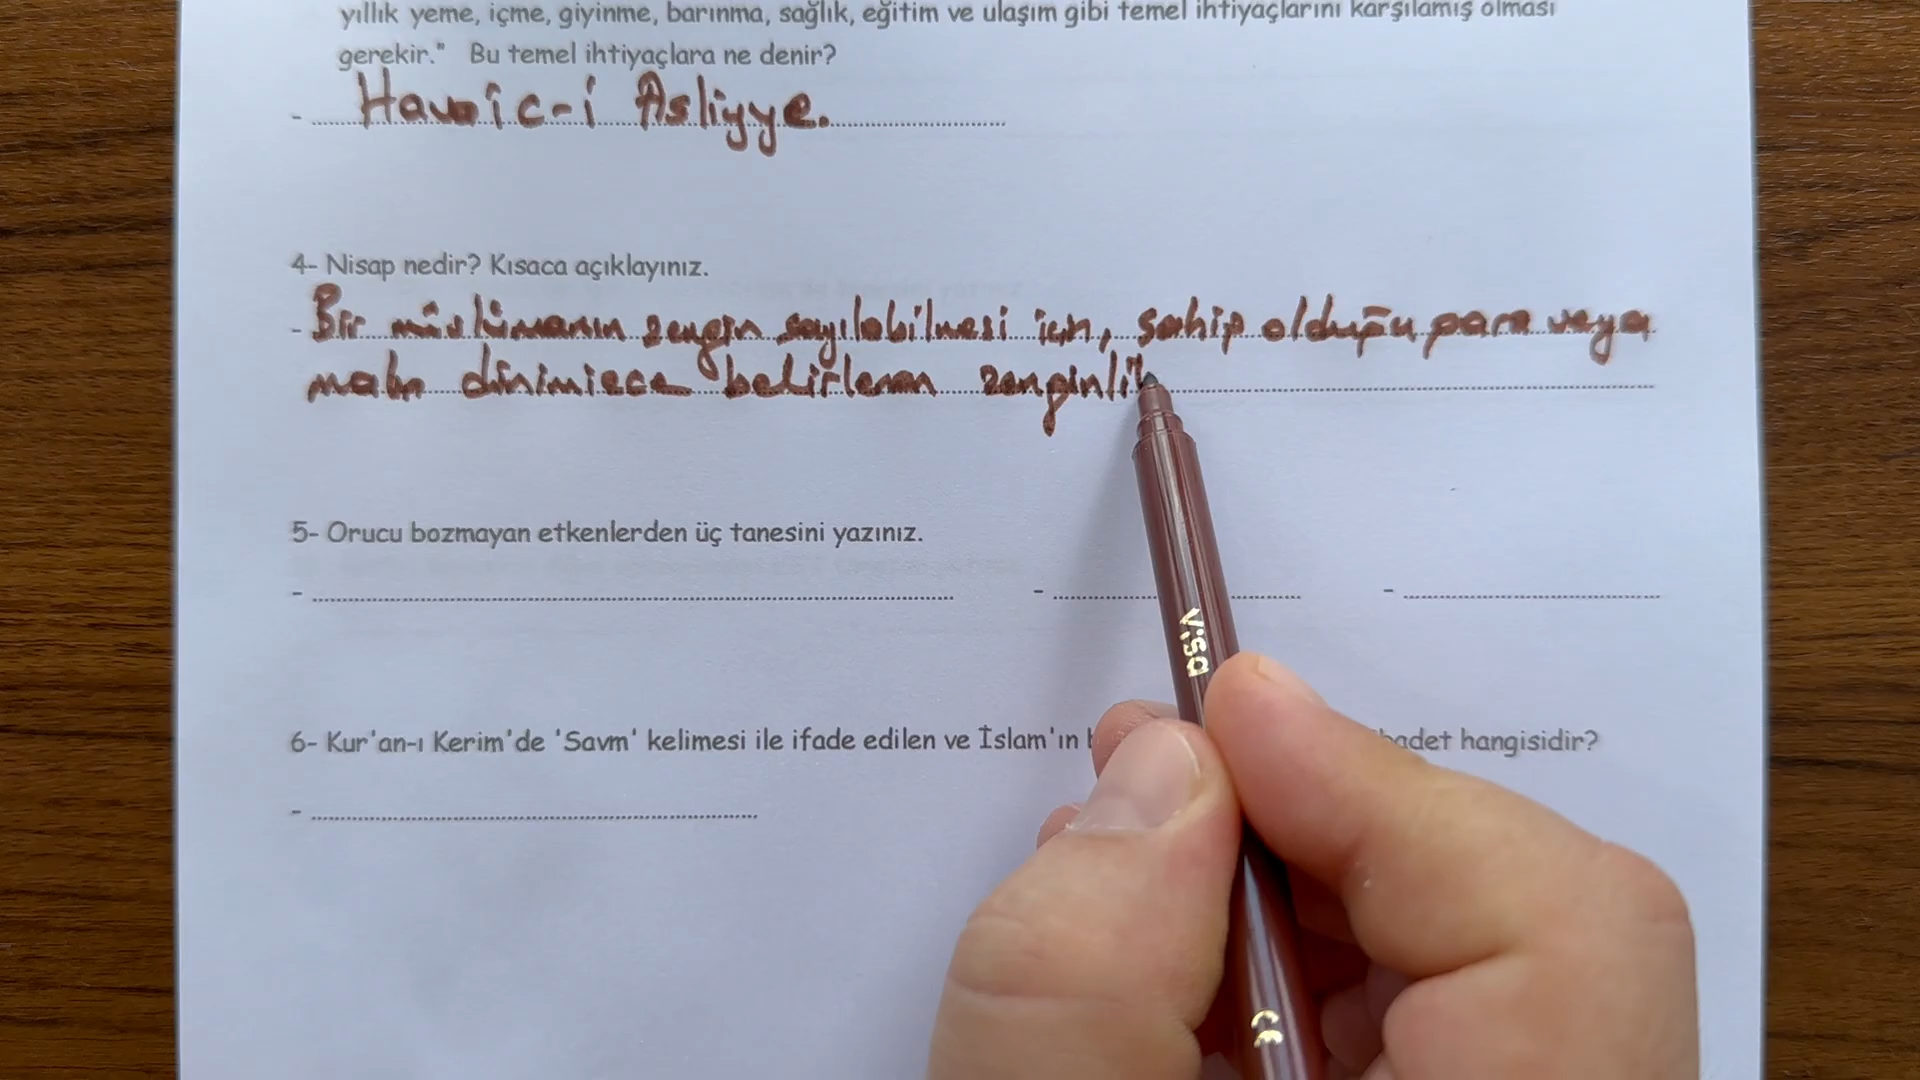 yıllık yeme, içme, giyinme, barınma, sağlık, eğitim ve ulaşım gibi temel ihtiyaçlarını karşılamış olması
gerekir." Bu temel ihtiyaçlara ne denir?
- Havaic-i Asliyye.
4- Nisap nedir? Kısaca açıklayınız.
- Bir müslümanın zengin sayılabilmesi için, sahip olduğu para veya
malın dinimizce belirlenen zenginlik
5- Orucu bozmayan etkenlerden üç tanesini yazınız.
- - -
6- Kur'an-ı Kerim'de 'Savm' kelimesi ile ifade edilen ve İslam'ın hangisidir?
-
Visa
CE